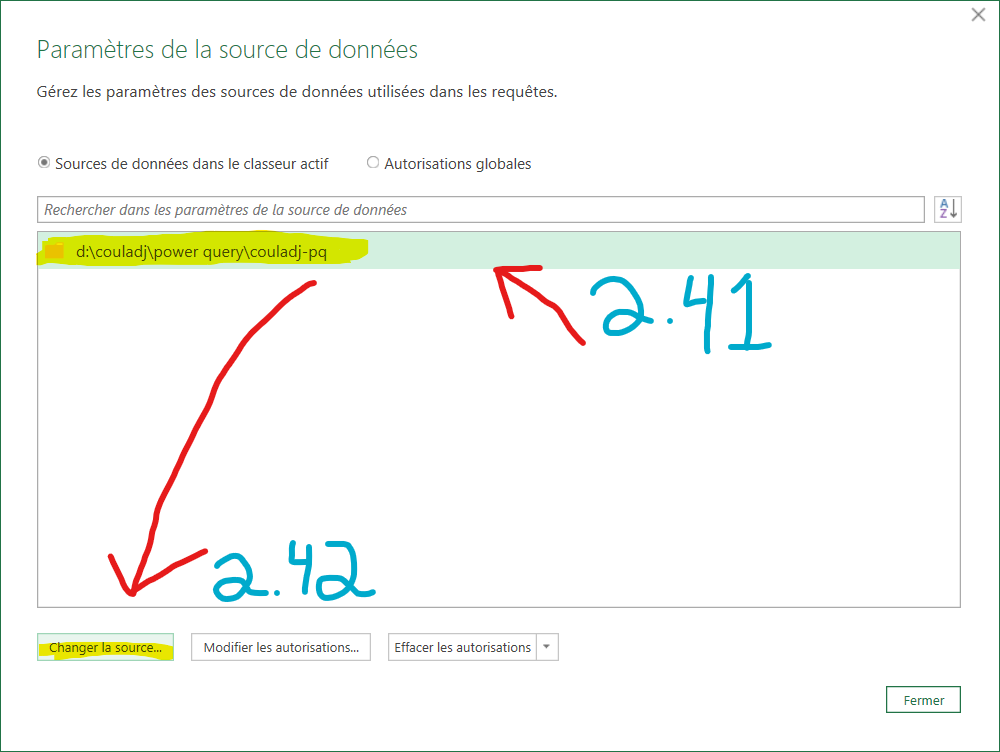 Paramètres de la source de données
Gérez les paramètres des sources de données utilisées dans les requêtes.
Sources de données dans le classeur actif Autorisations globales
Rechercher dans les paramètres de la source de données
A
Z
d:\couladj\power query\couladj-pq
2.41
2.42
Changer la source... Modifier les autorisations... Effacer les autorisations
Fermer